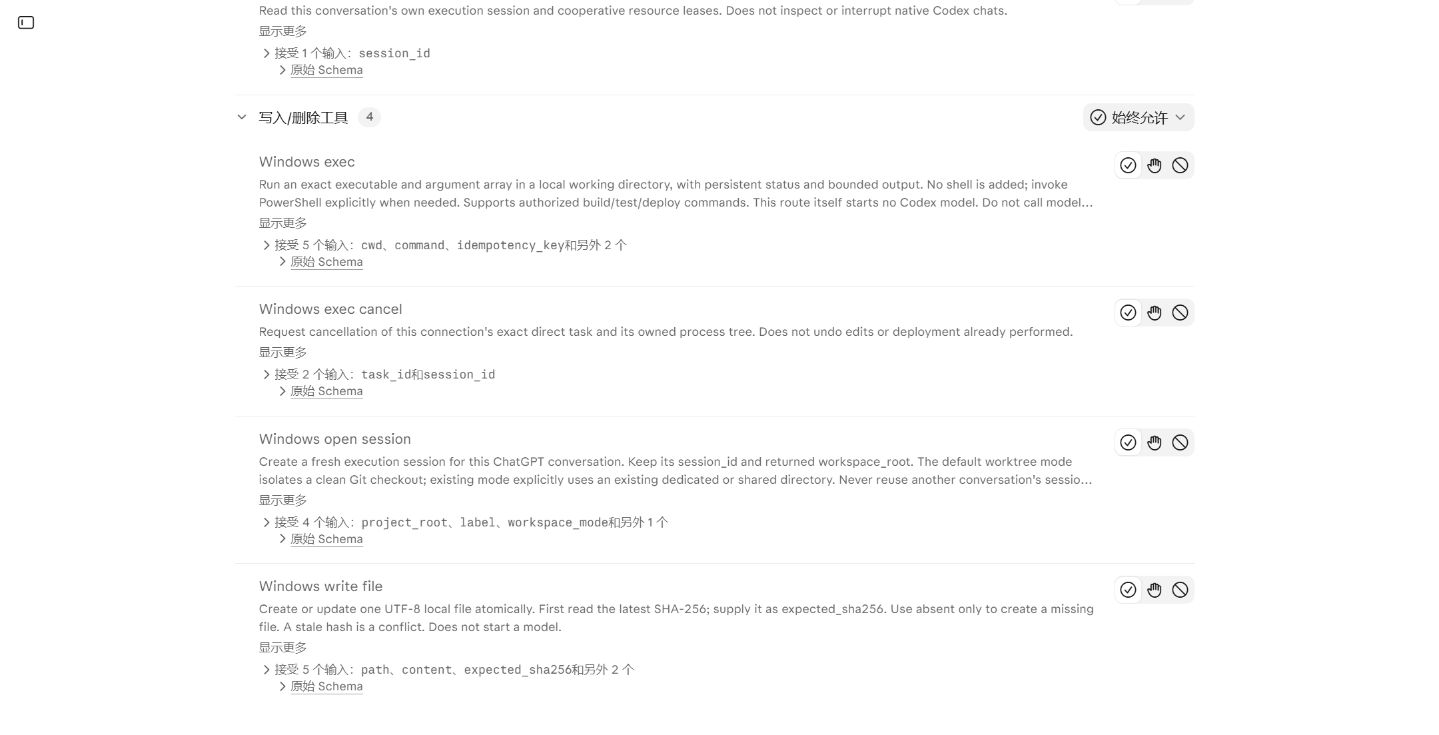 Read this conversation's own execution session and cooperative resource leases. Does not inspect or interrupt native Codex chats.
显示更多
接受 1 个输入：session_id
原始 Schema
写入/删除工具 4 始终允许
Windows exec
Run an exact executable and argument array in a local working directory, with persistent status and bounded output. No shell is added; invoke
PowerShell explicitly when needed. Supports authorized build/test/deploy commands. This route itself starts no Codex model. Do not call model...
显示更多
接受 5 个输入：cwd、command、idempotency_key和另外 2 个
原始 Schema
Windows exec cancel
Request cancellation of this connection's exact direct task and its owned process tree. Does not undo edits or deployment already performed.
显示更多
接受 2 个输入：task_id和session_id
原始 Schema
Windows open session
Create a fresh execution session for this ChatGPT conversation. Keep its session_id and returned workspace_root. The default worktree mode
isolates a clean Git checkout; existing mode explicitly uses an existing dedicated or shared directory. Never reuse another conversation's sessio...
显示更多
接受 4 个输入：project_root、label、workspace_mode和另外 1 个
原始 Schema
Windows write file
Create or update one UTF-8 local file atomically. First read the latest SHA-256; supply it as expected_sha256. Use absent only to create a missing
file. A stale hash is a conflict. Does not start a model.
显示更多
接受 5 个输入：path、content、expected_sha256和另外 2 个
原始 Schema